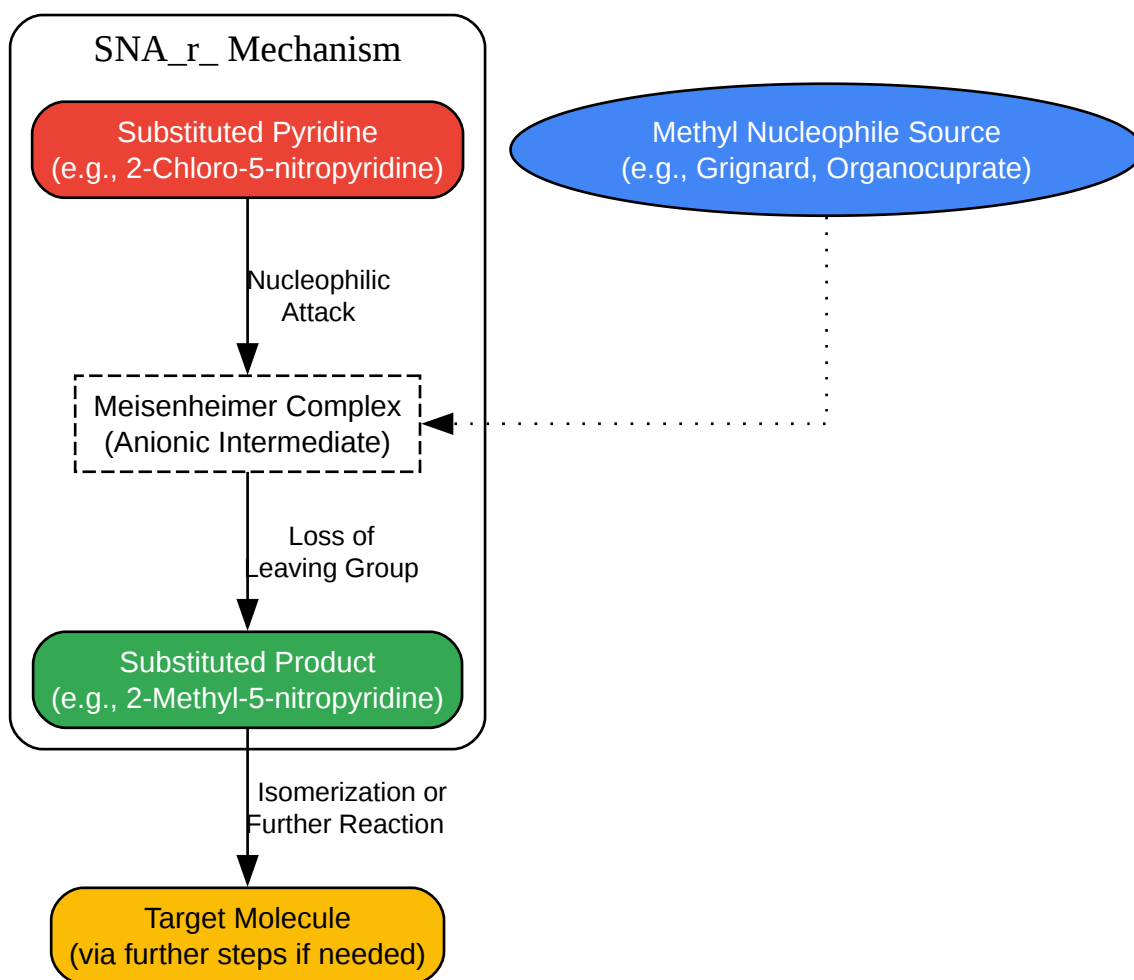 SNA_r_ Mechanism
Substituted Pyridine
(e.g., 2-Chloro-5-nitropyridine)
Methyl Nucleophile Source
(e.g., Grignard, Organocuprate)
Nucleophilic
Attack
Meisenheimer Complex
(Anionic Intermediate)
Loss of
Leaving Group
Substituted Product
(e.g., 2-Methyl-5-nitropyridine)
Isomerization or
Further Reaction
Target Molecule
(via further steps if needed)